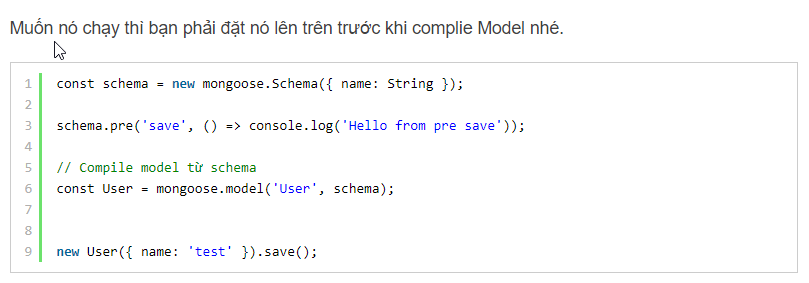 Muốn nó chạy thì bạn phải đặt nó lên trên trước khi complie Model nhé.
1 const schema = new mongoose.Schema({ name: String });
2
3 schema.pre('save', () => console.log('Hello from pre save'));
4
5 // Compile model từ schema
6 const User = mongoose.model('User', schema);
7
8
9 new User({ name: 'test' }).save();